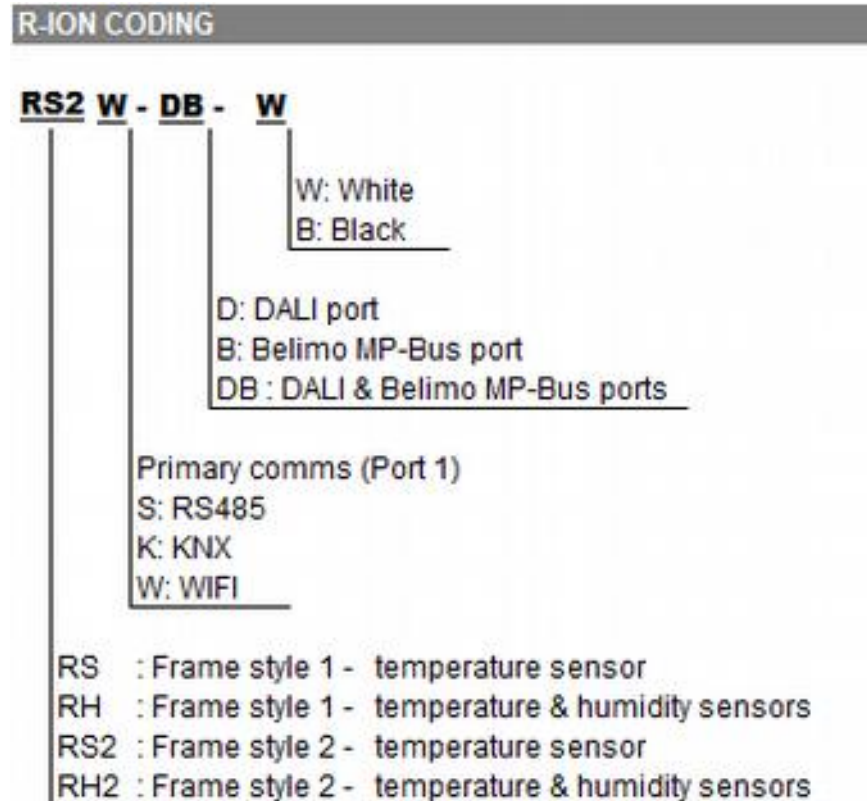 R-ION CODING
RS2 W - DB - W
W: White
B: Black
D: DALI port
B: Belimo MP-Bus port
DB : DALI & Belimo MP-Bus ports
Primary comms (Port 1)
S: RS485
K: KNX
W: WIFI
RS : Frame style 1 - temperature sensor
RH : Frame style 1 - temperature & humidity sensors
RS2 : Frame style 2 - temperature sensor
RH2 : Frame style 2 - temperature & humidity sensors